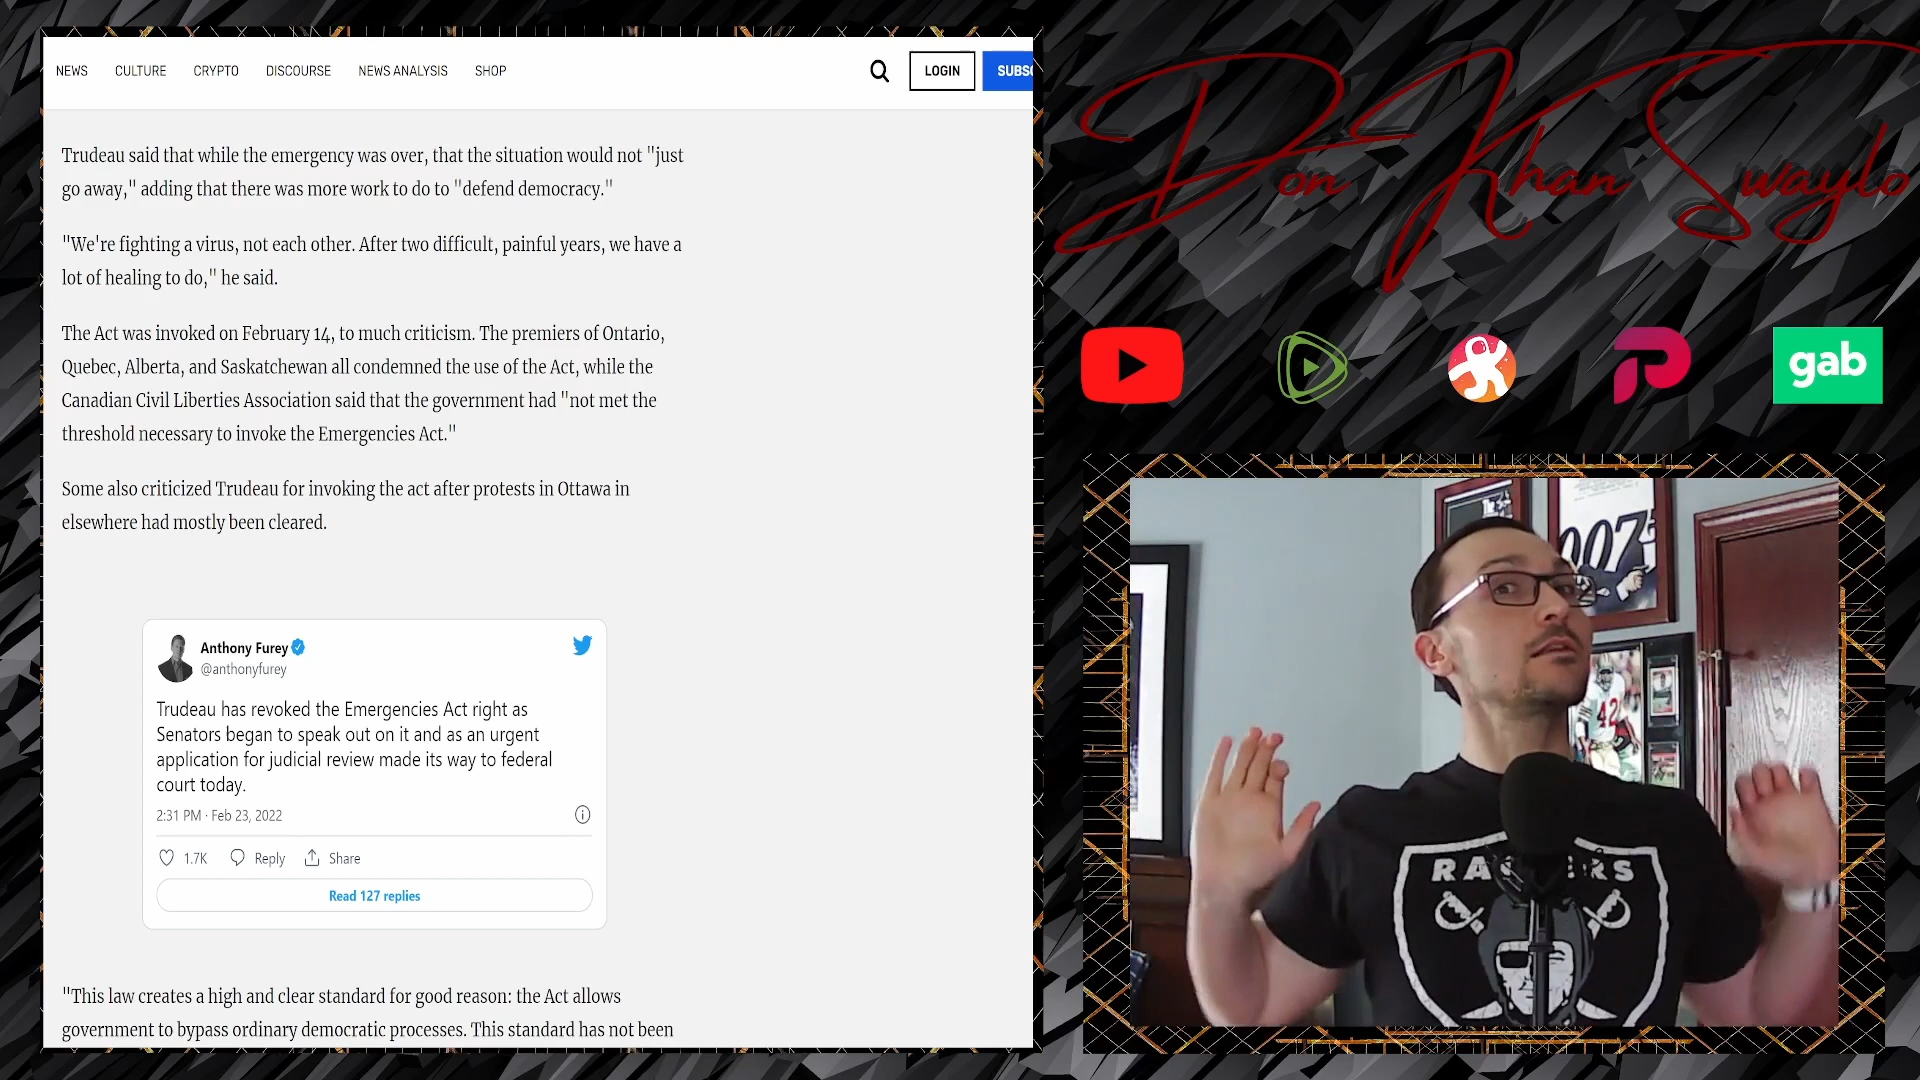 NEWS CULTURE CRYPTO DISCOURSE NEWS ANALYSIS SHOP LOGIN SUBSC
Trudeau said that while the emergency was over, that the situation would not "just
go away," adding that there was more work to do to "defend democracy."
"We're fighting a virus, not each other. After two difficult, painful years, we have a
lot of healing to do," he said.
The Act was invoked on February 14, to much criticism. The premiers of Ontario,
Quebec, Alberta, and Saskatchewan all condemned the use of the Act, while the
Canadian Civil Liberties Association said that the government had "not met the
threshold necessary to invoke the Emergencies Act."
Some also criticized Trudeau for invoking the act after protests in Ottawa in
elsewhere had mostly been cleared.
Anthony Furey
@anthonyfurey
Trudeau has revoked the Emergencies Act right as
Senators began to speak out on it and as an urgent
application for judicial review made its way to federal
court today.
2:31 PM · Feb 23, 2022
1.7K Reply Share
Read 127 replies
"This law creates a high and clear standard for good reason: the Act allows
government to bypass ordinary democratic processes. This standard has not been
Don Khan Swaylo
gab
007
42